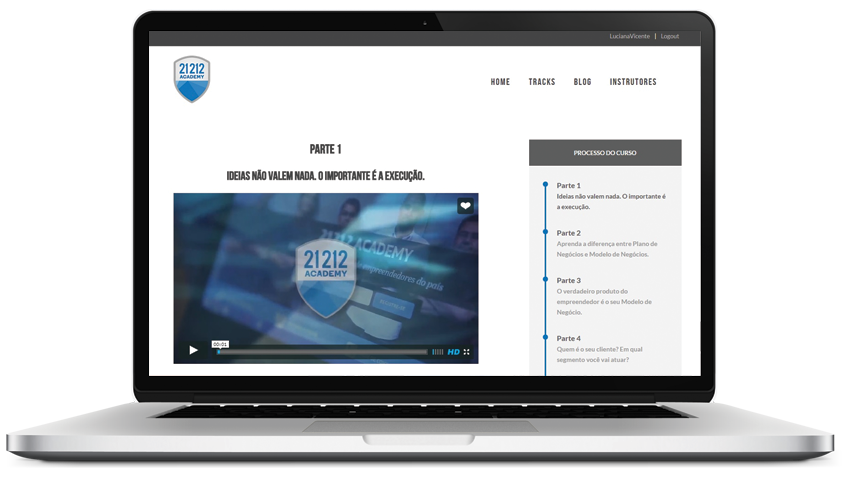 LucianaVicente | Logout
21212
ACADEMY
HOME TRACKS BLOG INSTRUTORES
PARTE 1
IDEIAS NÃO VALEM NADA. O IMPORTANTE É A EXECUÇÃO.
21212 ACADEMY
empreendedores do país
21212
ACADEMY
00:01
HD
PROCESSO DO CURSO
Parte 1
Ideias não valem nada. O importante é
a execução.
Parte 2
Aprenda a diferença entre Plano de
Negócios e Modelo de Negócios.
Parte 3
O verdadeiro produto do
empreendedor é o seu Modelo de
Negócio.
Parte 4
Quem é o seu cliente? Em qual
segmento você vai atuar?